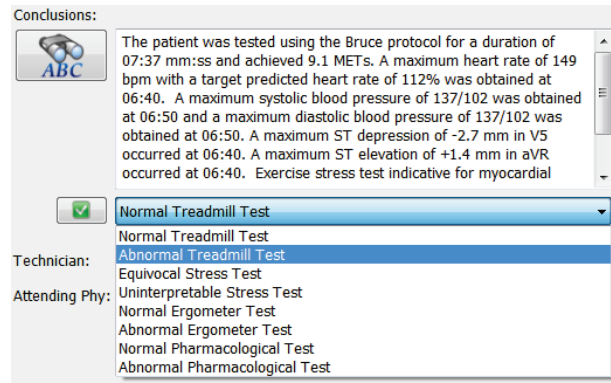 Conclusions:
ABC
The patient was tested using the Bruce protocol for a duration of
07:37 mm:ss and achieved 9.1 METs. A maximum heart rate of 149
bpm with a target predicted heart rate of 112% was obtained at
06:40.  A maximum systolic blood pressure of 137/102 was obtained
at 06:50 and a maximum diastolic blood pressure of 137/102 was
obtained at 06:50. A maximum ST depression of -2.7 mm in V5
occurred at 06:40. A maximum ST elevation of +1.4 mm in aVR
occurred at 06:40.  Exercise stress test indicative for myocardial
Normal Treadmill Test
Normal Treadmill Test
Technician:
Abnormal Treadmill Test
Equivocal Stress Test
Attending Phy:
Uninterpretable Stress Test
Normal Ergometer Test
Abnormal Ergometer Test
Normal Pharmacological Test
Abnormal Pharmacological Test